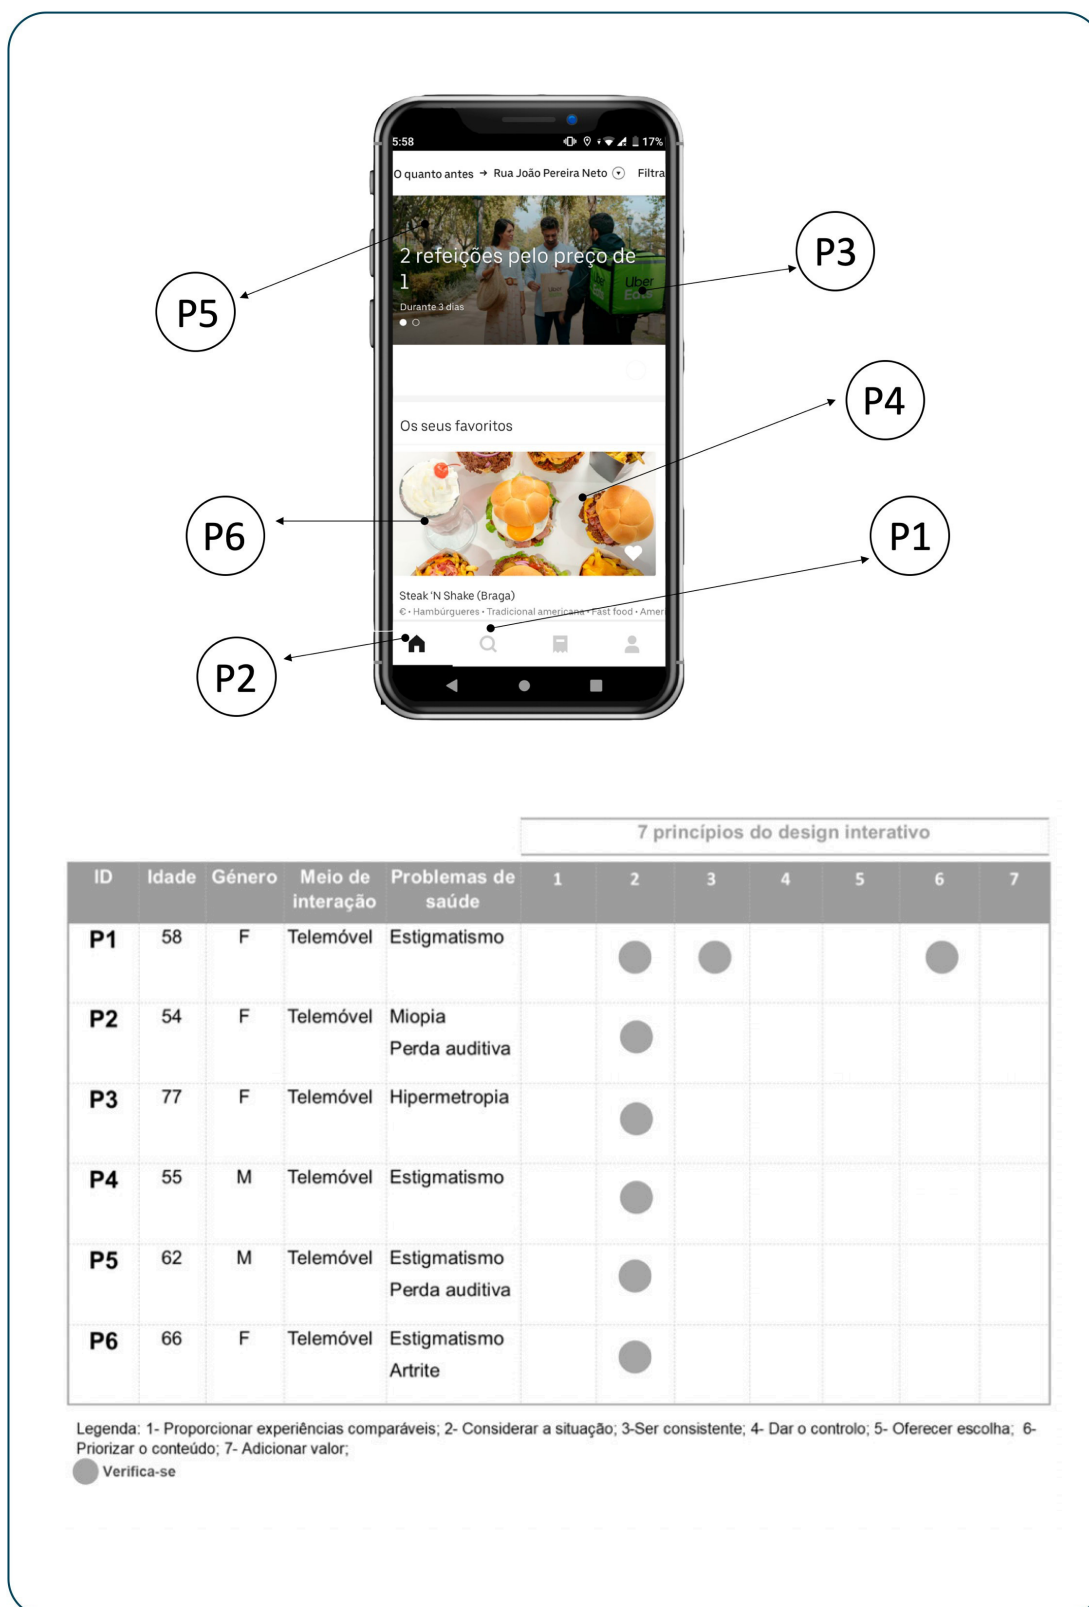 5:58
17%
O quanto antes → Rua João Pereira Neto
Filtra
2 refeições pelo preço de
1
Durante 3 dias
Uber
Eats
Os seus favoritos
Steak 'N Shake (Braga)
€ • Hambúrgueres • Tradicional americana • Fast food • Amer
P5
P3
P4
P6
P1
P2
7 princípios do design interativo
ID Idade Género Meio de interação Problemas de saúde 1 2 3 4 5 6 7
P1 58 F Telemóvel Estigmatismo
P2 54 F Telemóvel Miopia
Perda auditiva
P3 77 F Telemóvel Hipermetropia
P4 55 M Telemóvel Estigmatismo
P5 62 M Telemóvel Estigmatismo
Perda auditiva
P6 66 F Telemóvel Estigmatismo
Artrite
Legenda: 1- Proporcionar experiências comparáveis; 2- Considerar a situação; 3-Ser consistente; 4- Dar o controlo; 5- Oferecer escolha; 6-
Priorizar o conteúdo; 7- Adicionar valor;
Verifica-se